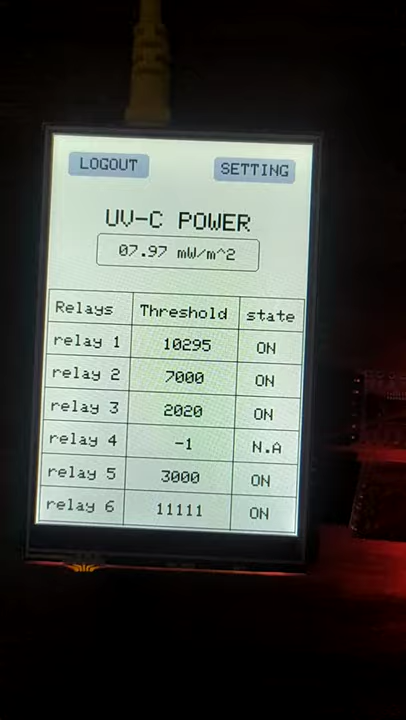 LOGOUT SETTING
UV-C POWER
07.97 mW/m^2
Relays Threshold state
relay 1 10295 ON
relay 2 7000 ON
relay 3 2020 ON
relay 4 -1 N.A
relay 5 3000 ON
relay 6 11111 ON